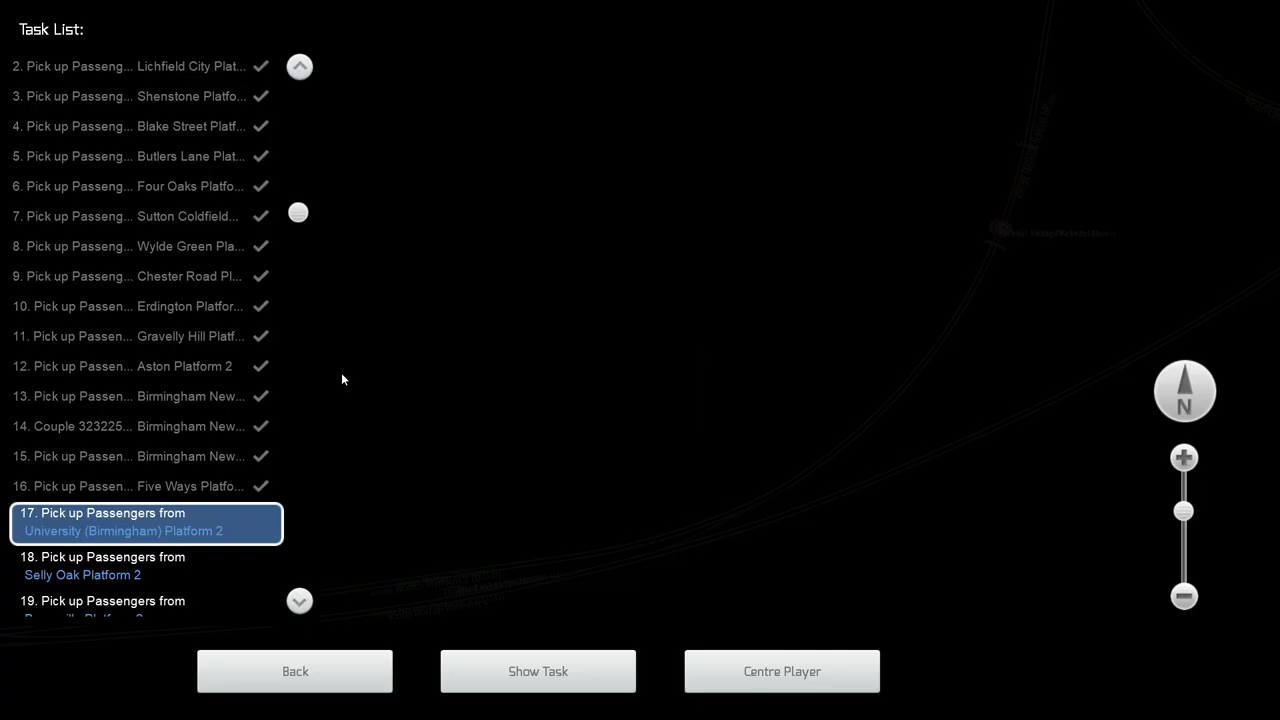 Task List:
2. Pick up Passeng... Lichfield City Plat...
3. Pick up Passeng... Shenstone Platfo...
4. Pick up Passeng... Blake Street Platf...
5. Pick up Passeng... Butlers Lane Plat...
6. Pick up Passeng... Four Oaks Platfo...
7. Pick up Passeng... Sutton Coldfield...
8. Pick up Passeng... Wylde Green Pla...
9. Pick up Passeng... Chester Road Pl...
10. Pick up Passen... Erdington Platfor...
11. Pick up Passen... Gravelly Hill Platf...
12. Pick up Passen... Aston Platform 2
13. Pick up Passen... Birmingham New...
14. Couple 323225... Birmingham New...
15. Pick up Passen... Birmingham New...
16. Pick up Passen... Five Ways Platfo...
17. Pick up Passengers from
University (Birmingham) Platform 2
18. Pick up Passengers from
Selly Oak Platform 2
19. Pick up Passengers from
N
Back
Show Task
Centre Player